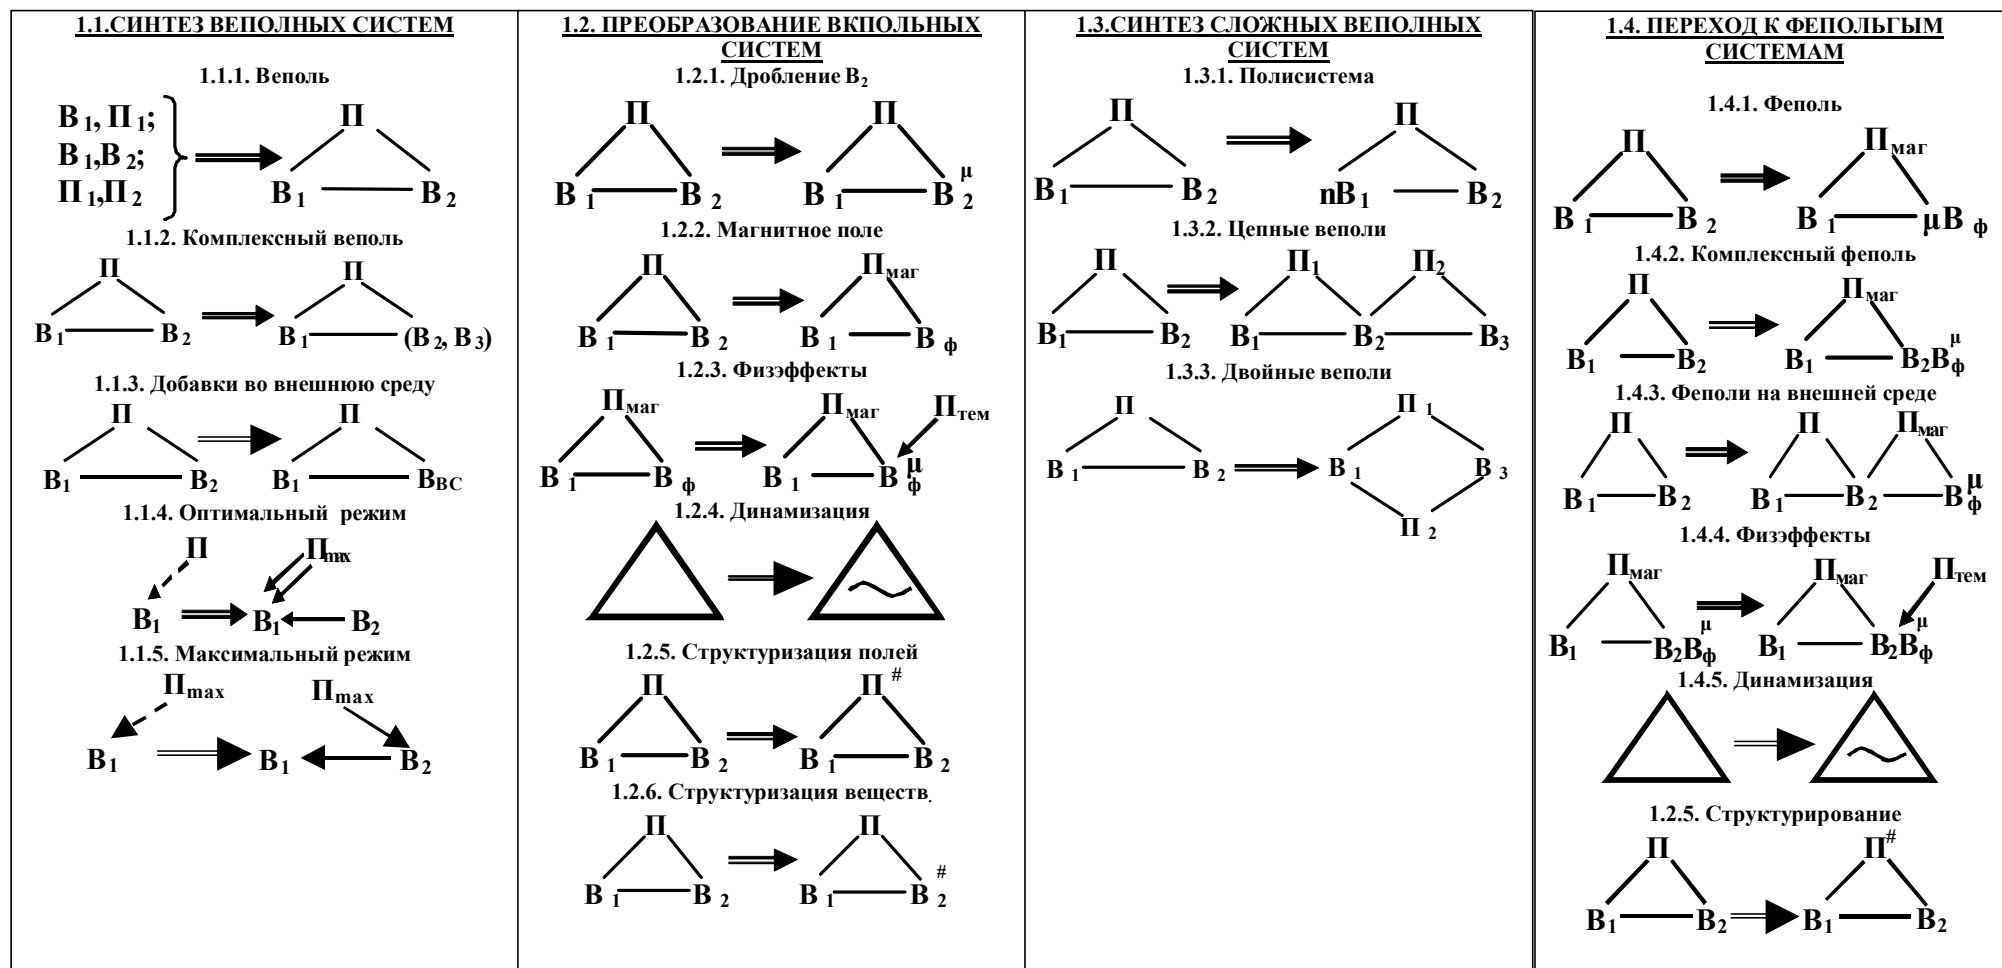 1.1.СИНТЕЗ ВЕПОЛНЫХ СИСТЕМ
1.1.1. Веполь
В1, П1;
В1,В2;
П1,П2
П
В1 В2
1.1.2. Комплексный веполь
П П
В1 В2 В1 (В2, В3)
1.1.3. Добавки во внешнюю среду
П П
В1 В2 В1 ВВС
1.1.4. Оптимальный режим
П Пmax
В1 В1 В2
1.1.5. Максимальный режим
Пmax Пmax
В1 В1 В2
1.2. ПРЕОБРАЗОВАНИЕ ВКПОЛЬНЫХ
СИСТЕМ
1.2.1. Дробление В2
П П
В1 В2 В1 В2 μ
1.2.2. Магнитное поле
П Пмаг
В1 В2 В1 Вф
1.2.3. Физэффекты
Пмаг Пмаг Птем
В1 Вф В1 Вф μ
1.2.4. Динамизация
1.2.5. Структуризация полей
П П #
В1 В2 В1 В2
1.2.6. Структуризация веществ.
П П
В1 В2 В1 В2 #
1.3.СИНТЕЗ СЛОЖНЫХ ВЕПОЛНЫХ
СИСТЕМ
1.3.1. Полисистема
П П
В1 В2 nВ1 В2
1.3.2. Цепные веполи
П П1 П2
В1 В2 В1 В2 В3
1.3.3. Двойные веполи
П П1
В1 В2 В1 В3
П2
1.4. ПЕРЕХОД К ФЕПОЛЬГЫМ
СИСТЕМАМ
1.4.1. Феполь
П Пмаг
В1 В2 В1 μВф
1.4.2. Комплексный феполь
П Пмаг
В1 В2 В1 В2Вф μ
1.4.3. Феполи на внешней среде
П П Пмаг
В1 В2 В1 В2 Вф μ
1.4.4. Физэффекты
Пмаг Пмаг Птем
В1 В2Вф μ В1 В2Вф μ
1.4.5. Динамизация
1.2.5. Структурирование
П П#
В1 В2 В1 В2